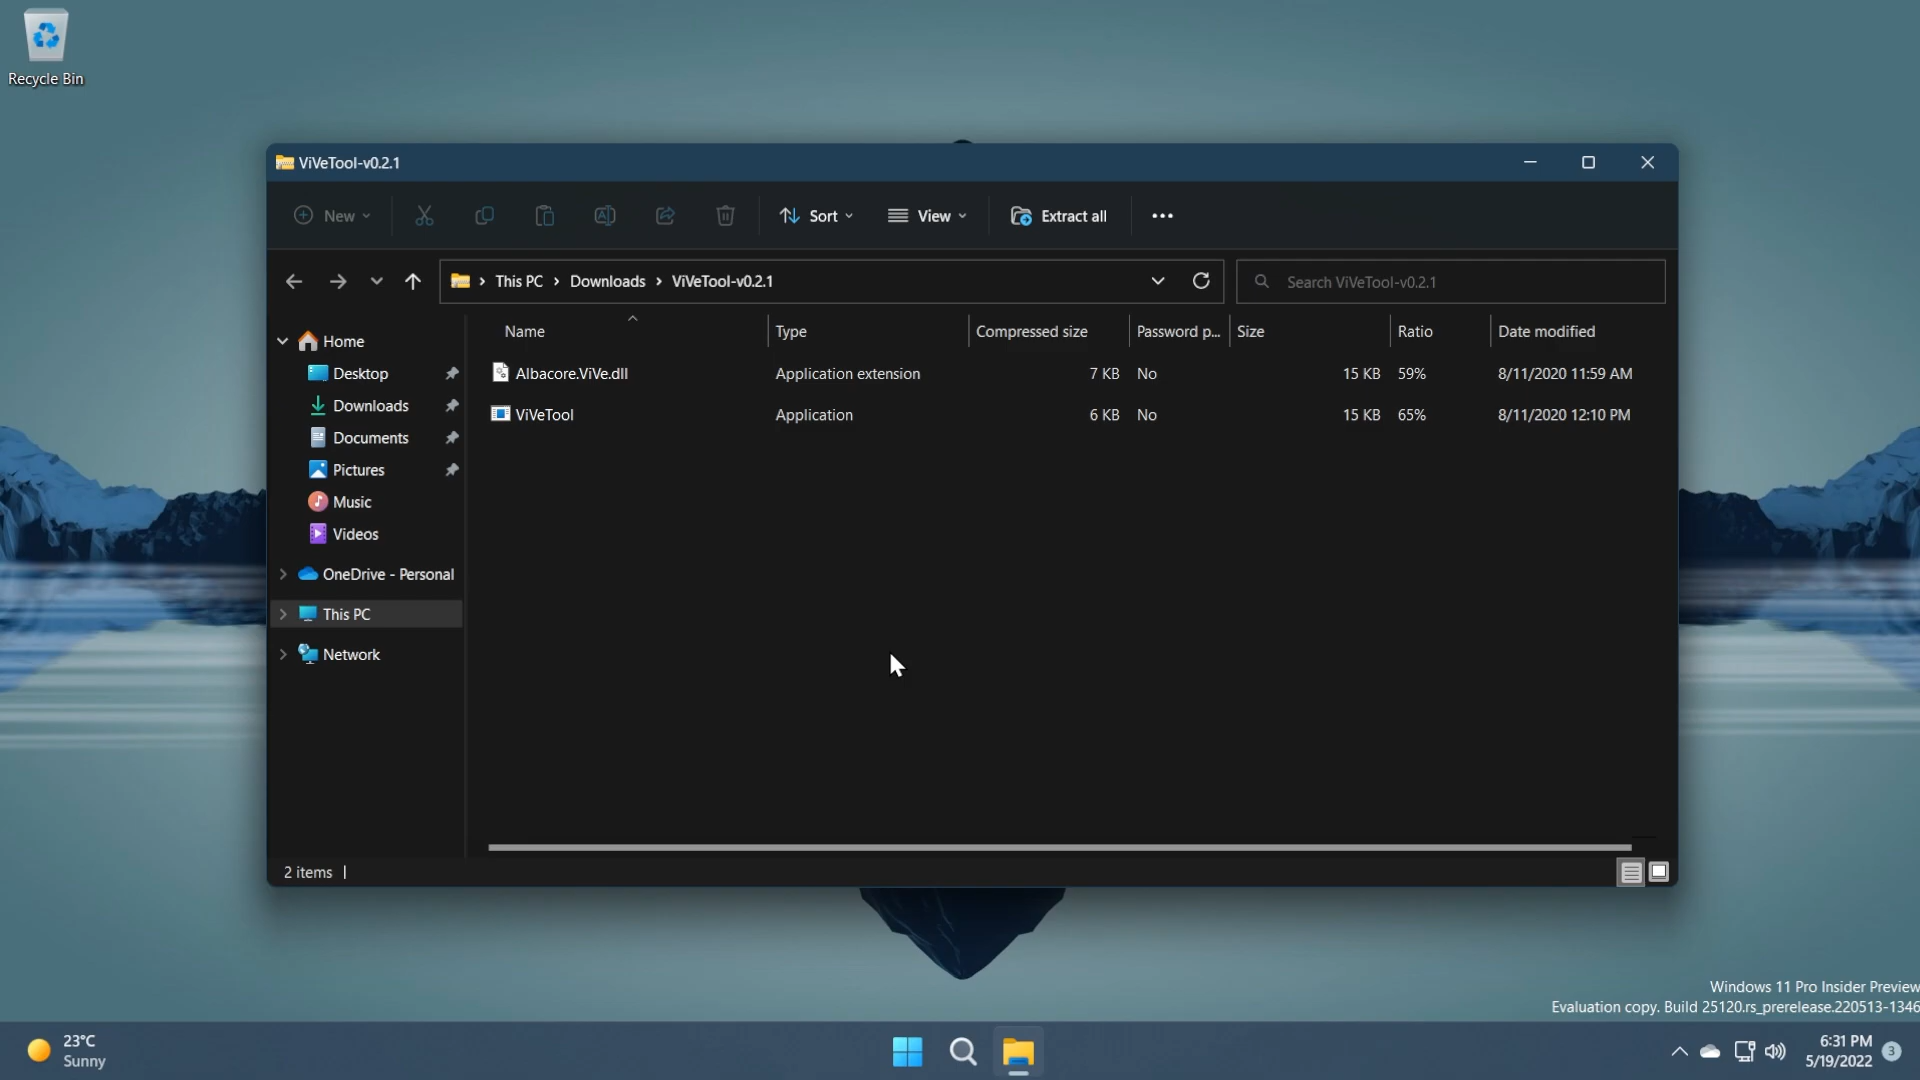 Recycle Bin
ViVeTool-v0.2.1
New
Sort
View
Extract all
This PC > Downloads > ViVeTool-v0.2.1
Search ViVeTool-v0.2.1
Home
Desktop
Downloads
Documents
Pictures
Music
Videos
OneDrive - Personal
This PC
Network
Name Type Compressed size Password p... Size Ratio Date modified
Albacore.ViVe.dll Application extension 7 KB No 15 KB 59% 8/11/2020 11:59 AM
ViVeTool Application 6 KB No 15 KB 65% 8/11/2020 12:10 PM
2 items
Windows 11 Pro Insider Preview
Evaluation copy. Build 25120.rs_prerelease.220513-1346
23°C
Sunny
6:31 PM
5/19/2022
3